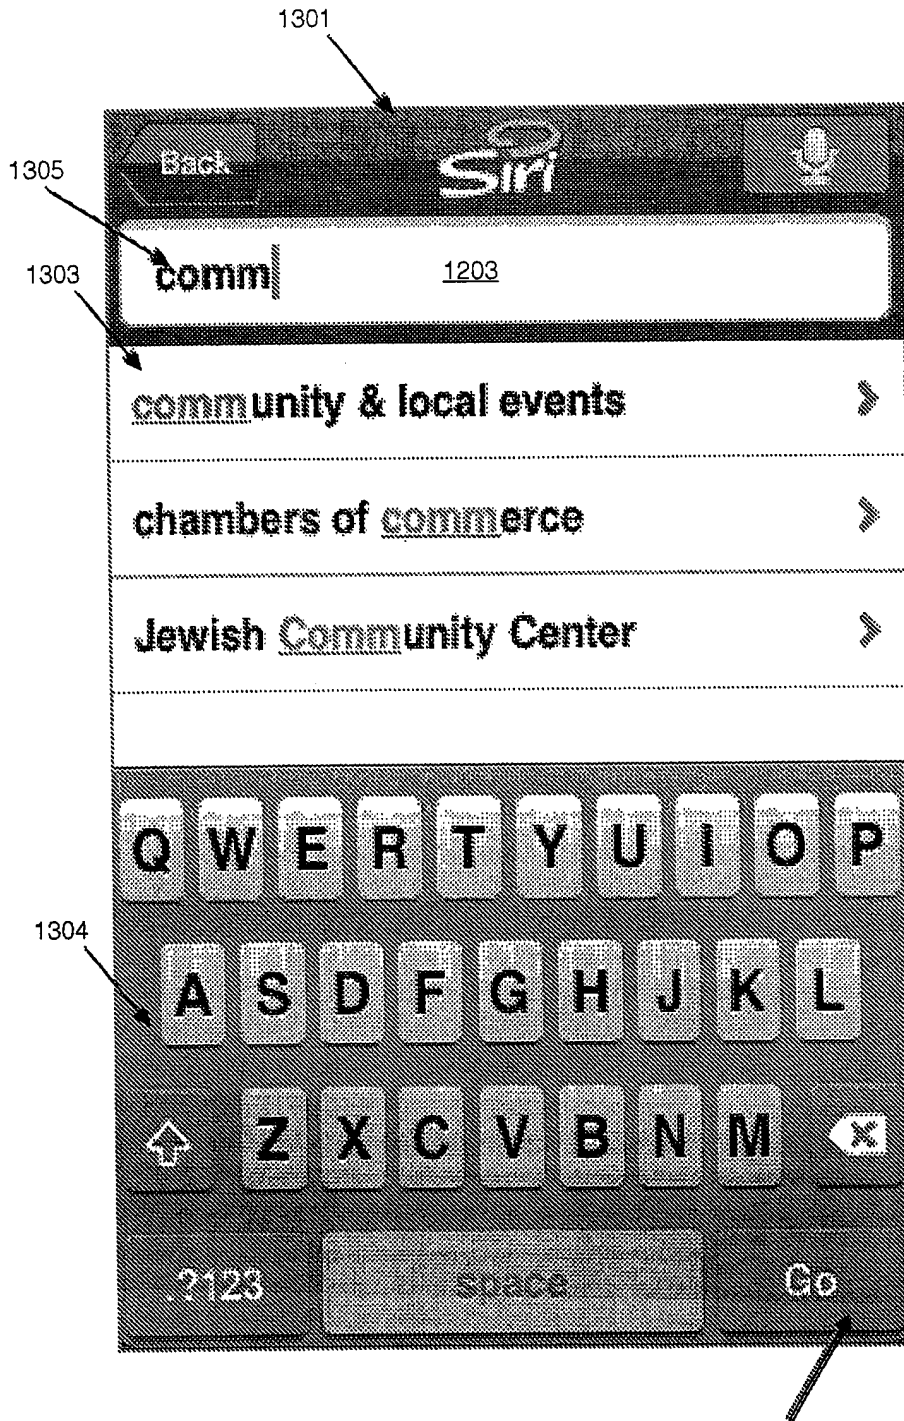 1301
Back Siri
1305
comm 1203
1303
community & local events
chambers of commerce
Jewish Community Center
Q W E R T Y U I O P
1304
A S D F G H J K L
Z X C V B N M
.?123 space Go